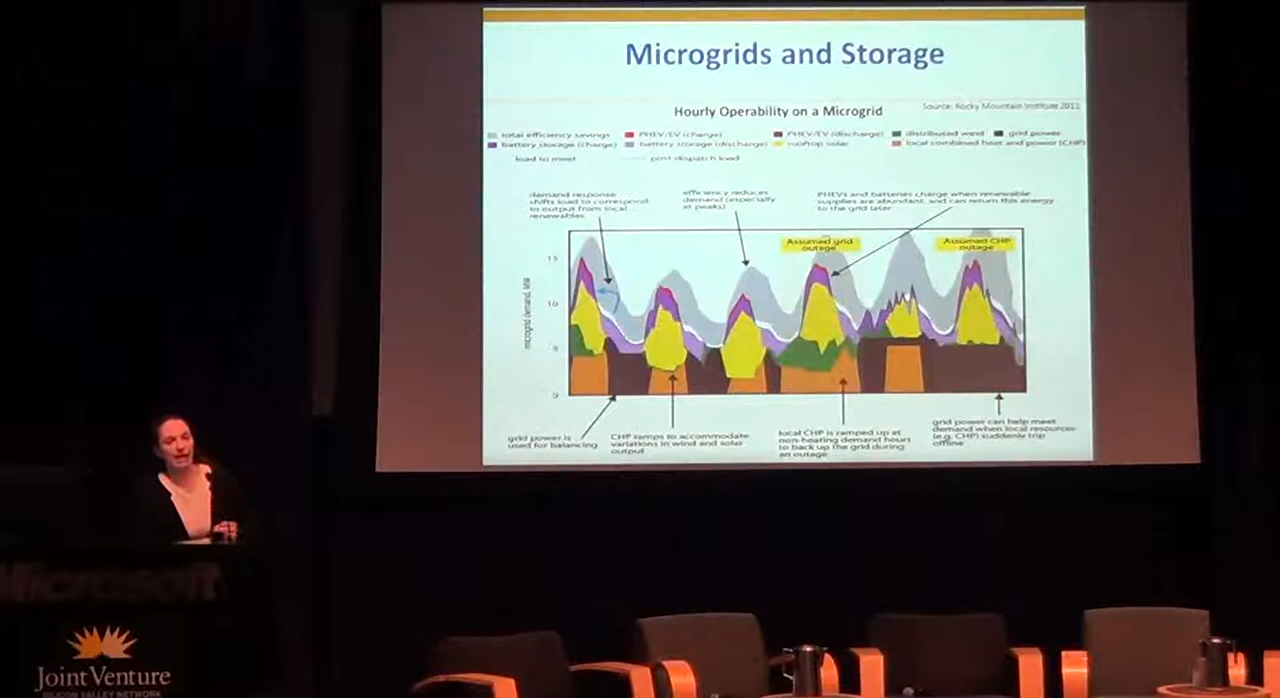 Microgrids and Storage
Hourly Operability on a Microgrid
Source: Rocky Mountain Institute 2011
total efficiency savings
PHEV/EV (charge)
PHEV/EV (discharge)
distributed wind
grid power
battery storage (charge)
battery storage (discharge)
rooftop solar
local combined heat and power (CHP)
load to meet
post dispatch load
demand response
shifts load to correspond
to output from local
renewables
efficiency reduces
demand (especially
at peaks)
PHEVs and batteries charge when renewable
supplies are abundant, and can return this energy
to the grid later
Assumed grid
outage
Assumed CHP
outage
microgrid demand, MW
15
10
5
0
grid power is
used for balancing
CHP ramps to accommodate
variations in wind and solar
output
local CHP is ramped up at
non-heating demand hours
to back up the grid during
an outage
grid power can help meet
demand when local resources
(e.g. CHP) suddenly trip
offline
Microsoft
Joint Venture
SILICON VALLEY NETWORK